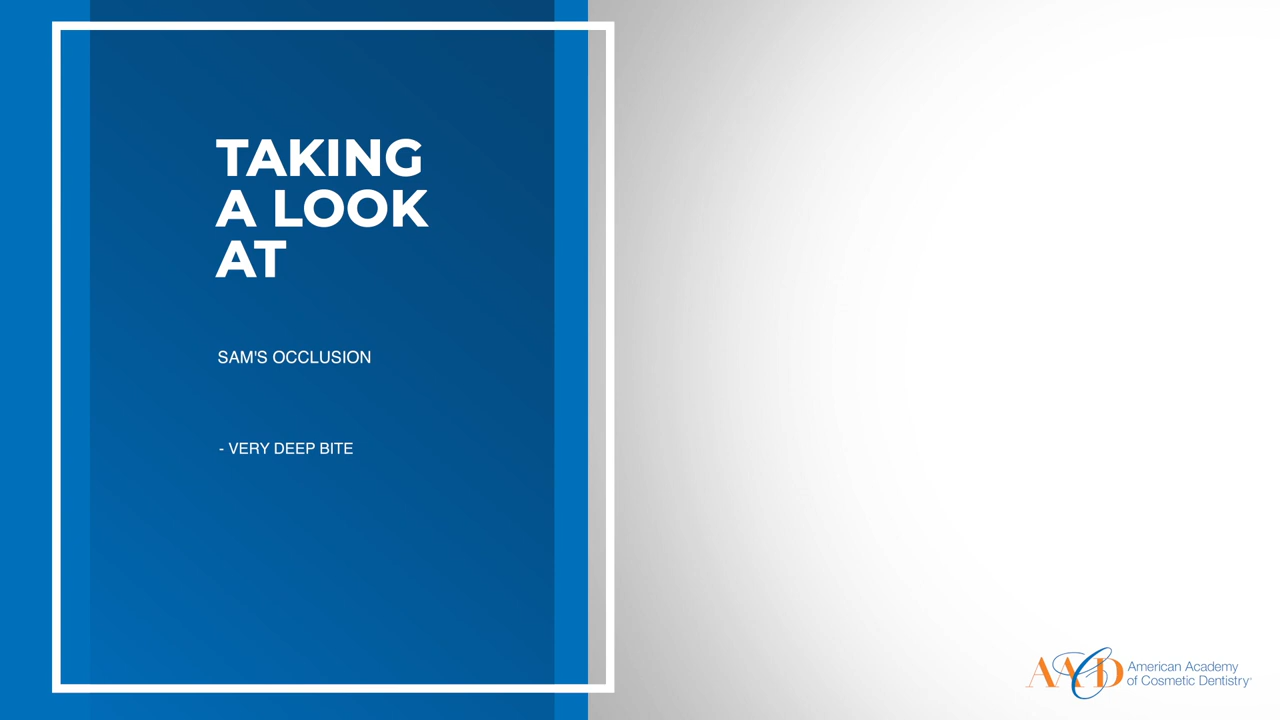 TAKING
A LOOK
AT
SAM'S OCCLUSION
- VERY DEEP BITE
AACD
American Academy
of Cosmetic Dentistry